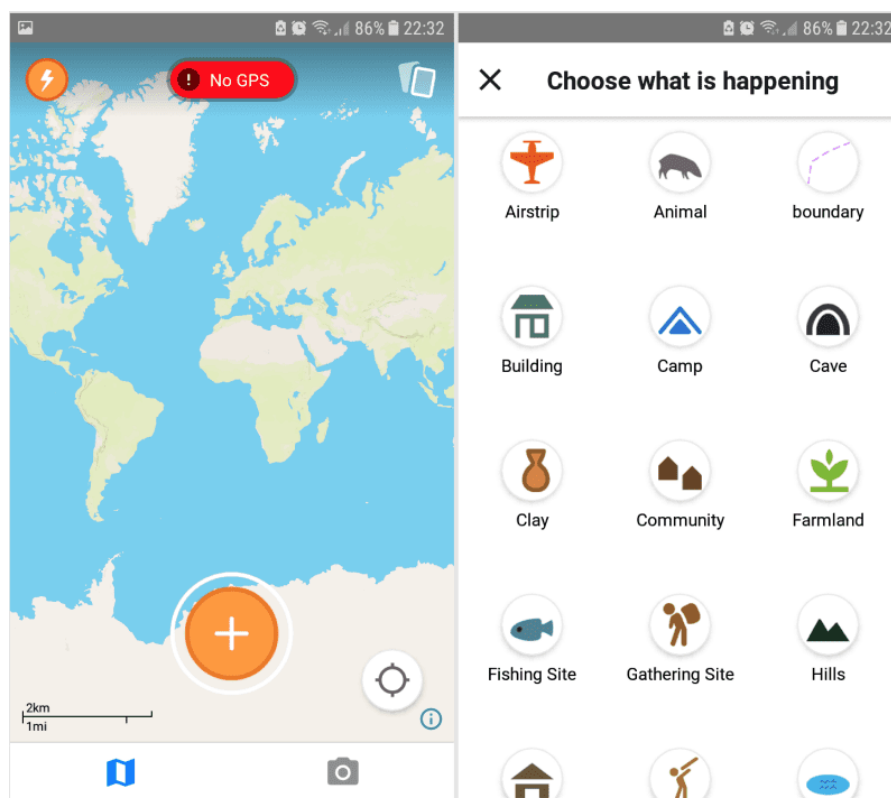 86% 22:32
No GPS
2km
1mi
86% 22:32
Choose what is happening
Airstrip Animal boundary
Building Camp Cave
Clay Community Farmland
Fishing Site Gathering Site Hills